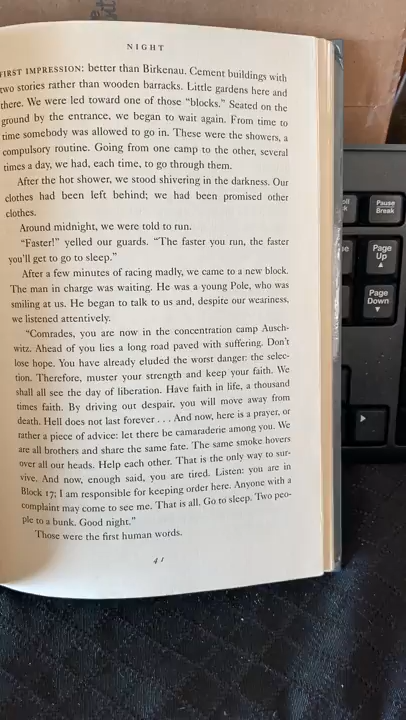 NIGHT
FIRST IMPRESSION: better than Birkenau. Cement buildings with
two stories rather than wooden barracks. Little gardens here and
there. We were led toward one of those “blocks.” Seated on the
ground by the entrance, we began to wait again. From time to
time somebody was allowed to go in. These were the showers, a
compulsory routine. Going from one camp to the other, several
times a day, we had, each time, to go through them.
After the hot shower, we stood shivering in the darkness. Our
clothes had been left behind; we had been promised other
clothes.
Around midnight, we were told to run.
“Faster!” yelled our guards. “The faster you run, the faster
you’ll get to go to sleep.”
After a few minutes of racing madly, we came to a new block.
The man in charge was waiting. He was a young Pole, who was
smiling at us. He began to talk to us and, despite our weariness,
we listened attentively.
“Comrades, you are now in the concentration camp Ausch-
witz. Ahead of you lies a long road paved with suffering. Don’t
lose hope. You have already eluded the worst danger: the selec-
tion. Therefore, muster your strength and keep your faith. We
shall all see the day of liberation. Have faith in life, a thousand
times faith. By driving out despair, you will move away from
death. Hell does not last forever . . . And now, here is a prayer, or
rather a piece of advice: let there be camaraderie among you. We
are all brothers and share the same fate. The same smoke hovers
over all our heads. Help each other. That is the only way to sur-
vive. And now, enough said, you are tired. Listen: you are in
Block 17; I am responsible for keeping order here. Anyone with a
complaint may come to see me. That is all. Go to sleep. Two peo-
ple to a bunk. Good night.”
Those were the first human words.
41
Pause
Break
Page
Up
Page
Down